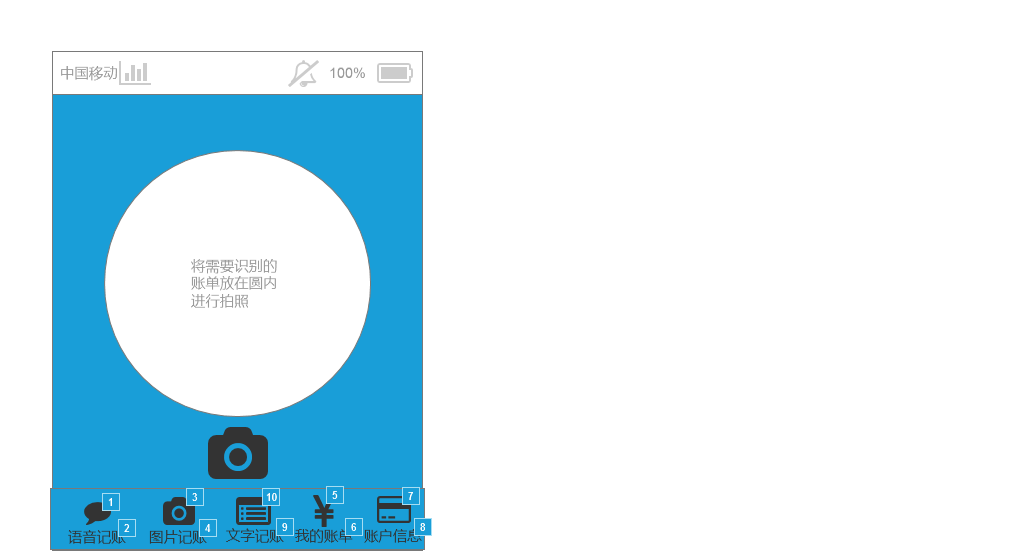 中国移动 100%
将需要识别的
账单放在圆内
进行拍照
1 3 10 5 7
2 4 9 6 8
语音记账 图片记账 文字记账 我的账单 账户信息